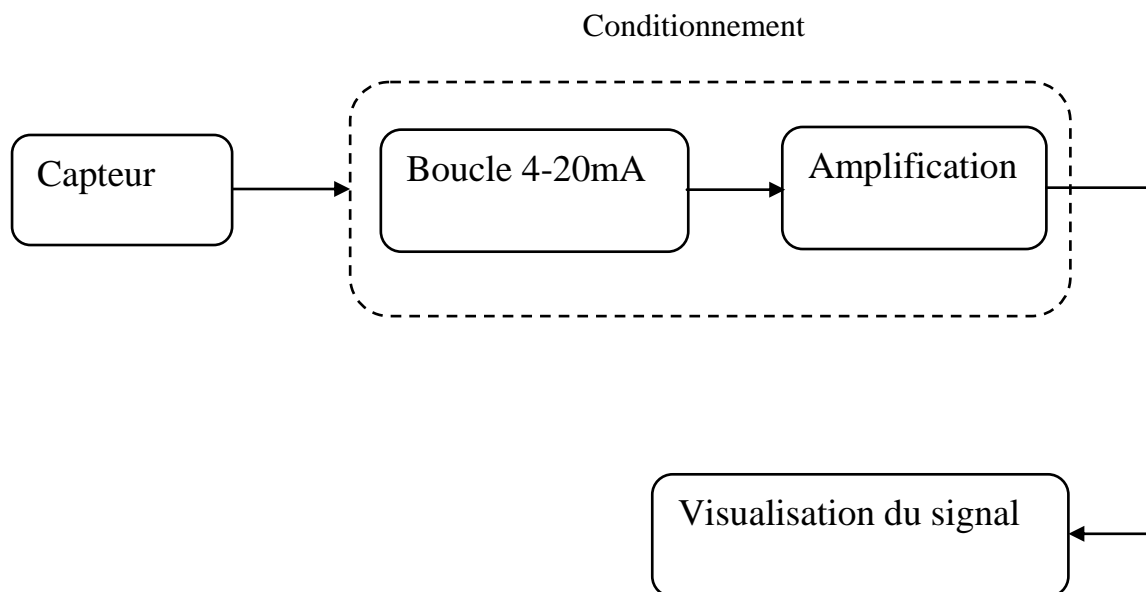 Conditionnement
Capteur
Boucle 4-20mA
Amplification
Visualisation du signal